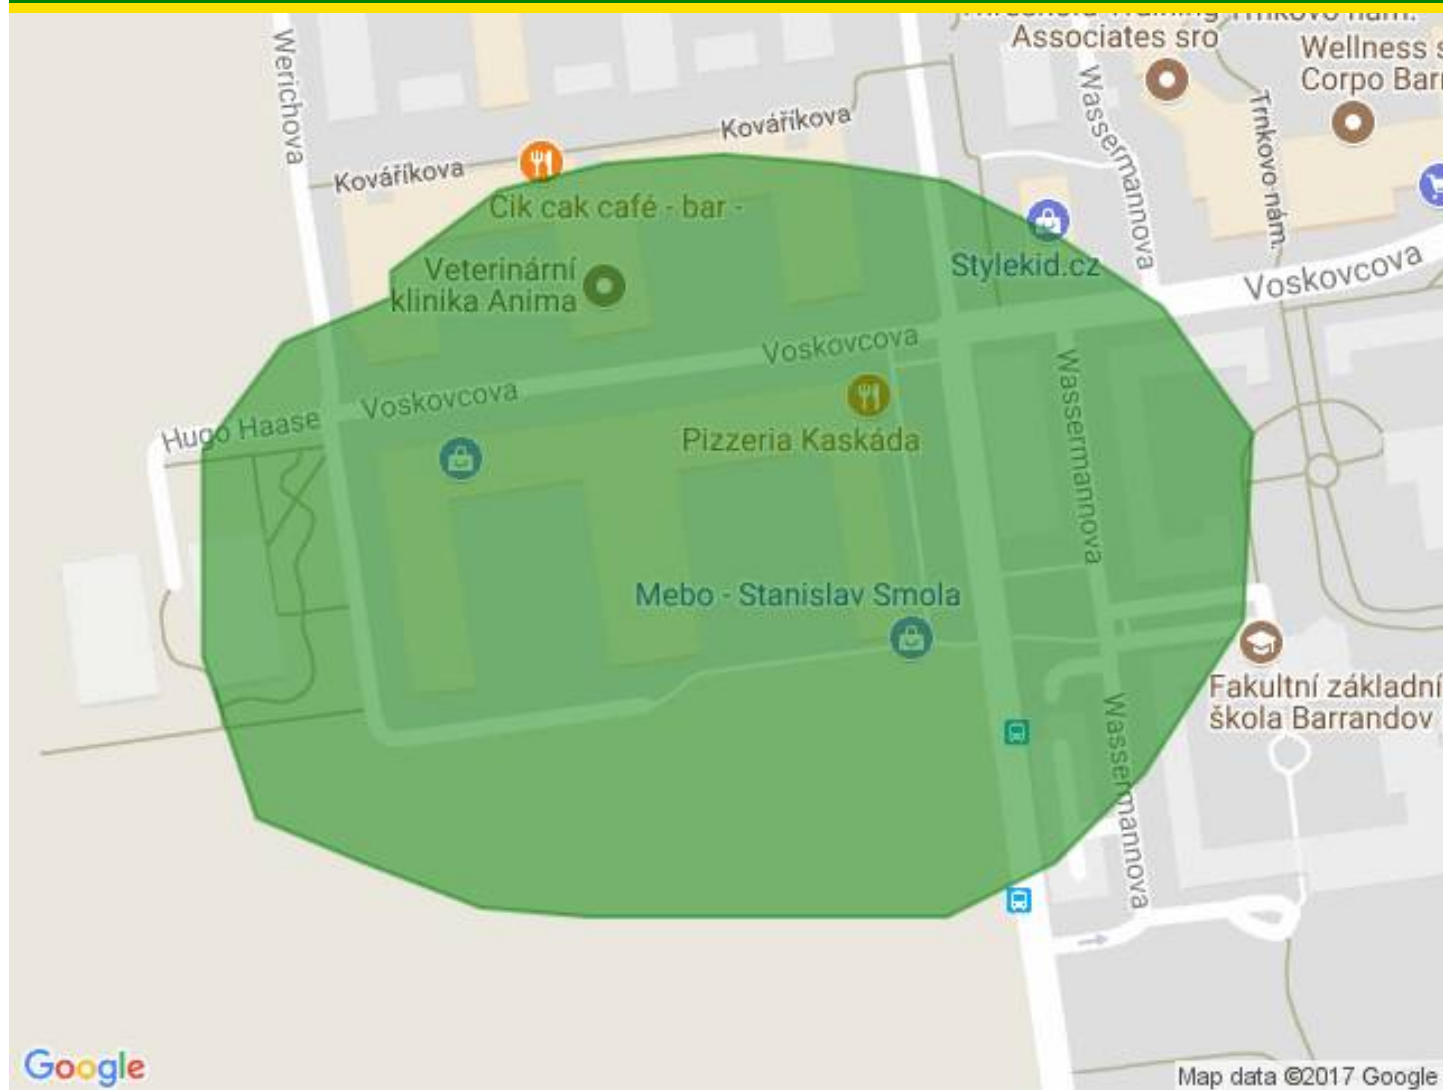 Associates sro
Wellness s
Corpo Barr
Werichova
Wassermannova
Trnkovo nám.
Kováříkova
Kováříkova
Cik cak café - bar -
Stylekid.cz
Veterinární
klinika Anima
Voskovcova
Voskovcova
Voskovcova
Hugo Haase
Pizzeria Kaskáda
Wassermannova
Mebo - Stanislav Smola
Fakultní základní
škola Barrandov
Wassermannova
Google
Map data ©2017 Google